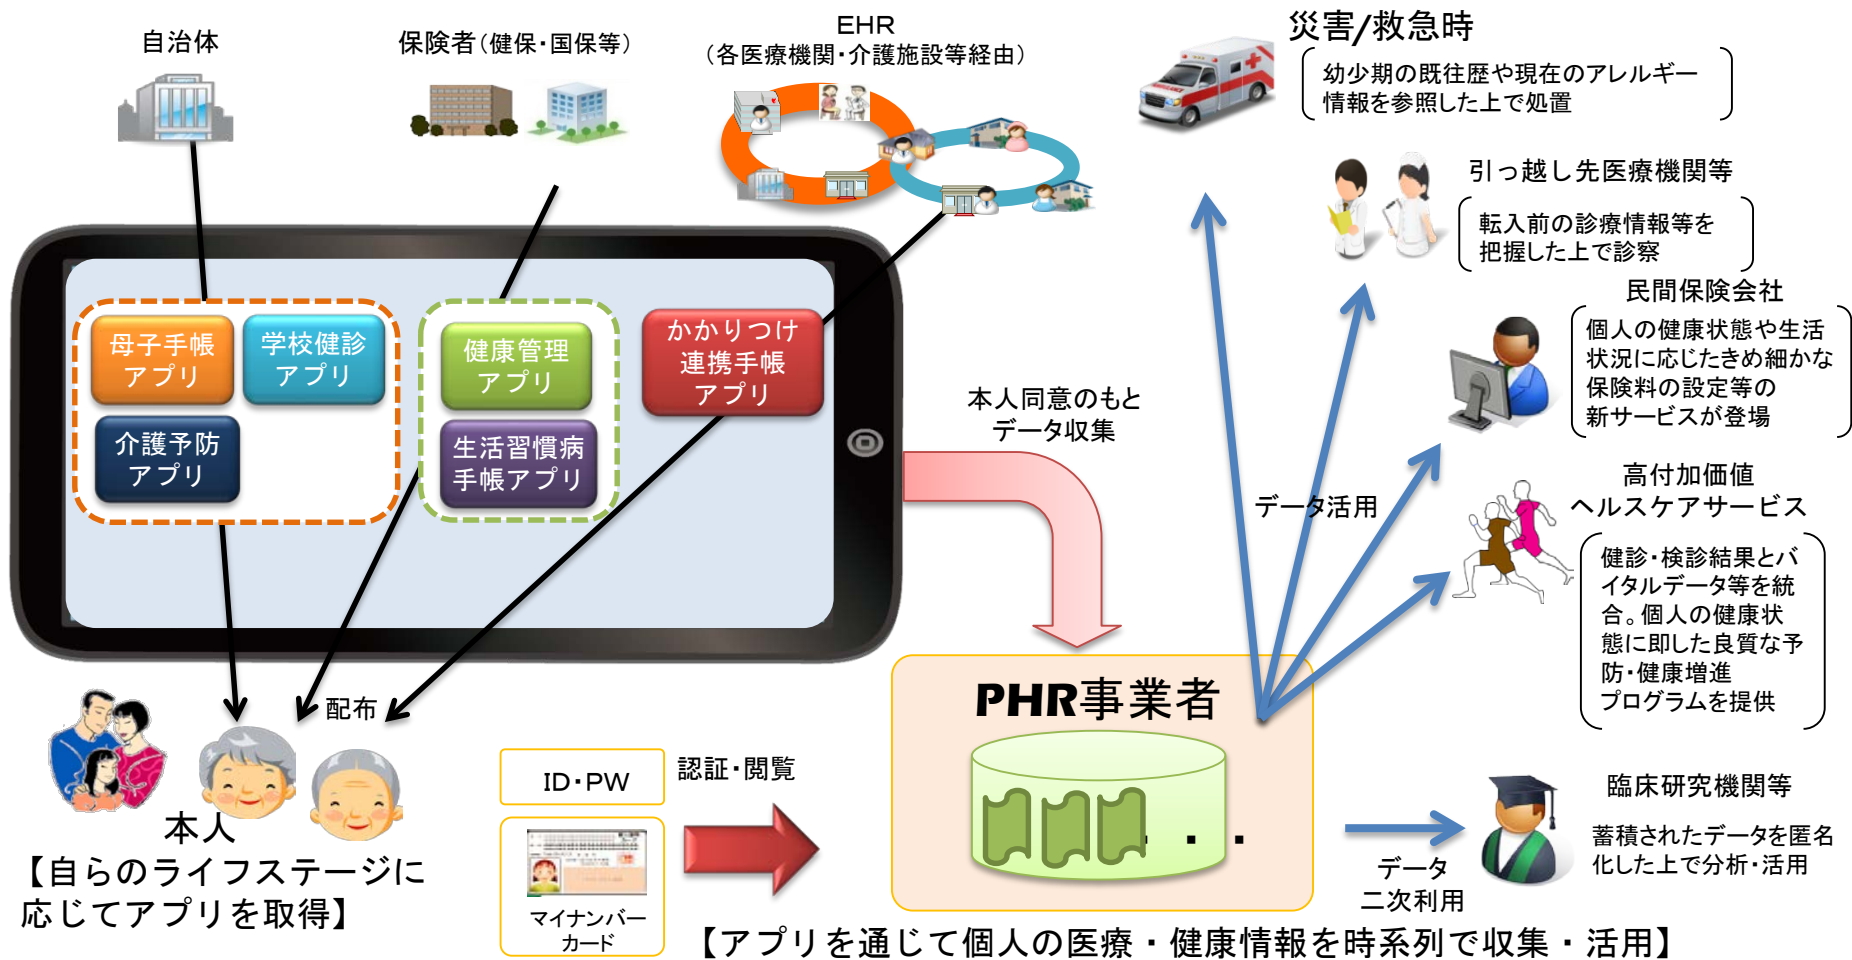 自治体
保険者（健保・国保等）
EHR
（各医療機関・介護施設等経由）
災害/救急時
幼少期の既往歴や現在のアレルギー
情報を参照した上で処置
引っ越し先医療機関等
転入前の診療情報等を
把握した上で診察
民間保険会社
個人の健康状態や生活
状況に応じたきめ細かな
保険料の設定等の
新サービスが登場
高付加価値
ヘルスケアサービス
健診・検診結果とバ
イタルデータ等を統
合。個人の健康状
態に即した良質な予
防・健康増進
プログラムを提供
母子手帳
アプリ
学校健診
アプリ
介護予防
アプリ
健康管理
アプリ
生活習慣病
手帳アプリ
かかりつけ
連携手帳
アプリ
本人同意のもと
データ収集
データ活用
配布
本人
【自らのライフステージに
応じてアプリを取得】
ID・PW
マイナンバー
カード
認証・閲覧
PHR事業者
・・・
データ
二次利用
臨床研究機関等
蓄積されたデータを匿名
化した上で分析・活用
【アプリを通じて個人の医療・健康情報を時系列で収集・活用】